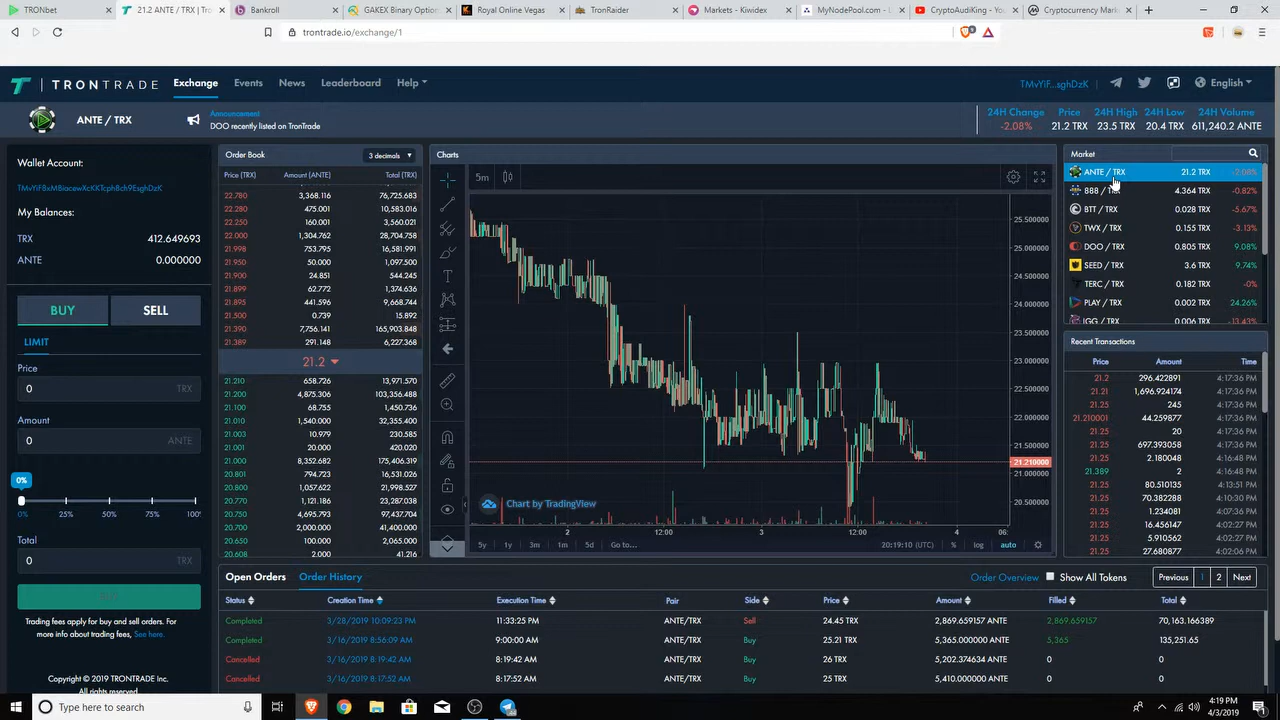 TRONbet
21.2 ANTE / TRX | Tron
Bankroll
GAKEX Binary Option
Royal Online Vegas
TronRaider
Markets - Kiwidex
MyNodePool.com - L
CryptoAudiKing - You
Cryptocurrency Mark
trontrade.io/exchange/1
TRONTRADE
Exchange
Events
News
Leaderboard
Help
TMvYiF...sghDzK
English
ANTE / TRX
Announcement
DOO recently listed on TronTrade
24H Change Price 24H High 24H Low 24H Volume
-2.08% 21.2 TRX 23.5 TRX 20.4 TRX 611,240.2 ANTE
Wallet Account:
TMvYiFBxMBiacewXcKKTcph8ch9EsghDzK
My Balances:
TRX 412.649693
ANTE 0.000000
BUY SELL
LIMIT
Price
0 TRX
Amount
0 ANTE
0%
0% 25% 50% 75% 100%
Total
0 TRX
BUY
Trading fees apply for buy and sell orders. For
more info about trading fees, See here.
Copyright © 2019 TRONTRADE Inc.
All rights reserved.
Order Book 3 decimals
Price (TRX) Amount (ANTE) Total (TRX)
22.780 3,368.116 76,725.683
22.280 475.001 10,583.016
22.250 160.001 3,560.021
22.000 1,304.762 28,704.758
21.998 753.795 16,581.991
21.950 50.000 1,097.500
21.900 24.851 544.245
21.899 62.772 1,374.636
21.895 441.596 9,668.744
21.500 0.739 15.892
21.390 7,756.141 165,903.848
21.389 291.148 6,227.368
21.2
21.210 658.726 13,971.570
21.200 4,875.306 103,356.488
21.100 68.755 1,450.736
21.010 1,540.000 32,355.400
21.003 10.979 230.585
21.001 20.000 420.020
21.000 8,352.682 175,406.319
20.801 794.723 16,531.026
20.800 1,057.622 21,998.527
20.770 1,121.186 23,287.038
20.700 4,695.793 97,437.704
20.700 2,000.000 41,400.000
20.650 100.000 2,065.000
20.608 2.000 41.216
Charts
5m
25.500000
25.000000
24.500000
24.000000
23.500000
23.000000
22.500000
22.000000
21.500000
21.210000
21.000000
20.500000
Chart by TradingView
2 12:00 3 12:00 4 06:
5y 1y 3m 1m 5d Go to... 20:19:10 (UTC) % log auto
Market
ANTE / TRX 21.2 TRX -2.08%
888 / TRX 4.364 TRX -0.82%
BTT / TRX 0.028 TRX -5.67%
TWX / TRX 0.155 TRX -3.13%
DOO / TRX 0.805 TRX 9.08%
SEED / TRX 3.6 TRX 9.74%
TERC / TRX 0.182 TRX -0%
PLAY / TRX 0.002 TRX 24.26%
IGG / TRX 0.006 TRX -13.43%
Recent Transactions
Price Amount Time
21.2 296.422891 4:17:36 PM
21.21 1,696.924174 4:17:36 PM
21.25 245 4:17:36 PM
21.210001 44.259877 4:17:36 PM
21.25 20 4:17:36 PM
21.25 697.393058 4:17:36 PM
21.25 2.180048 4:16:48 PM
21.389 2 4:16:48 PM
21.25 80.510135 4:13:51 PM
21.25 70.382288 4:10:30 PM
21.25 1.234081 4:07:36 PM
21.25 16.456147 4:02:27 PM
21.25 5.910562 4:02:27 PM
21.25 27.680877 4:02:06 PM
Open Orders Order History
Order Overview Show All Tokens Previous 1 2 Next
Status Creation Time Execution Time Pair Side Price Amount Filled Total
Completed 3/28/2019 10:09:23 PM 11:33:25 PM ANTE/TRX Sell 24.45 TRX 2,869.659157 ANTE 2,869.659157 70,163.166389
Completed 3/16/2019 8:56:09 AM 9:00:00 AM ANTE/TRX Buy 25.21 TRX 5,365.000000 ANTE 5,365 135,251.65
Cancelled 3/16/2019 8:19:42 AM 8:19:42 AM ANTE/TRX Buy 26 TRX 5,202.374634 ANTE 0 0
Cancelled 3/16/2019 8:17:52 AM 8:17:52 AM ANTE/TRX Buy 25 TRX 5,410.000000 ANTE 0 0
Type here to search
4:19 PM
4/3/2019